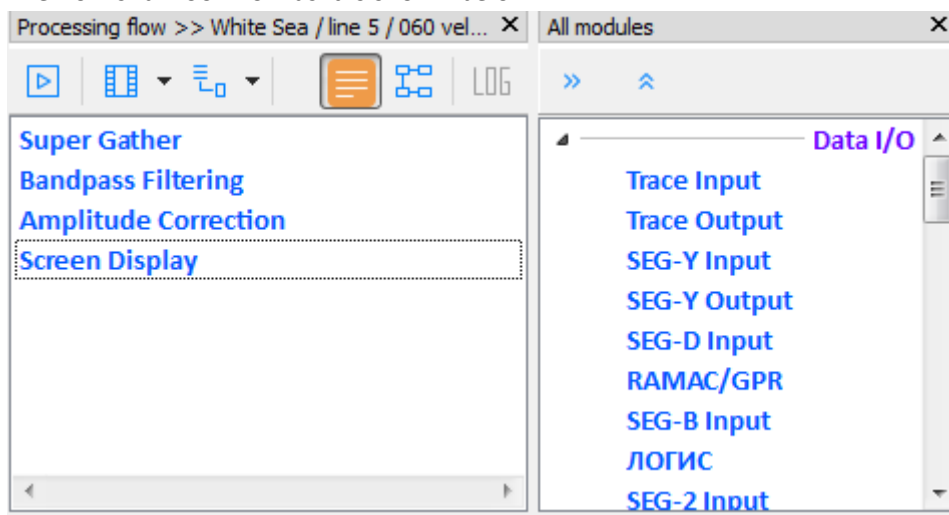 Processing flow >> White Sea / line 5 / 060 vel...
All modules
LOG
Super Gather
Bandpass Filtering
Amplitude Correction
Screen Display
Data I/O
Trace Input
Trace Output
SEG-Y Input
SEG-Y Output
SEG-D Input
RAMAC/GPR
SEG-B Input
ЛОГИС
SEG-2 Input